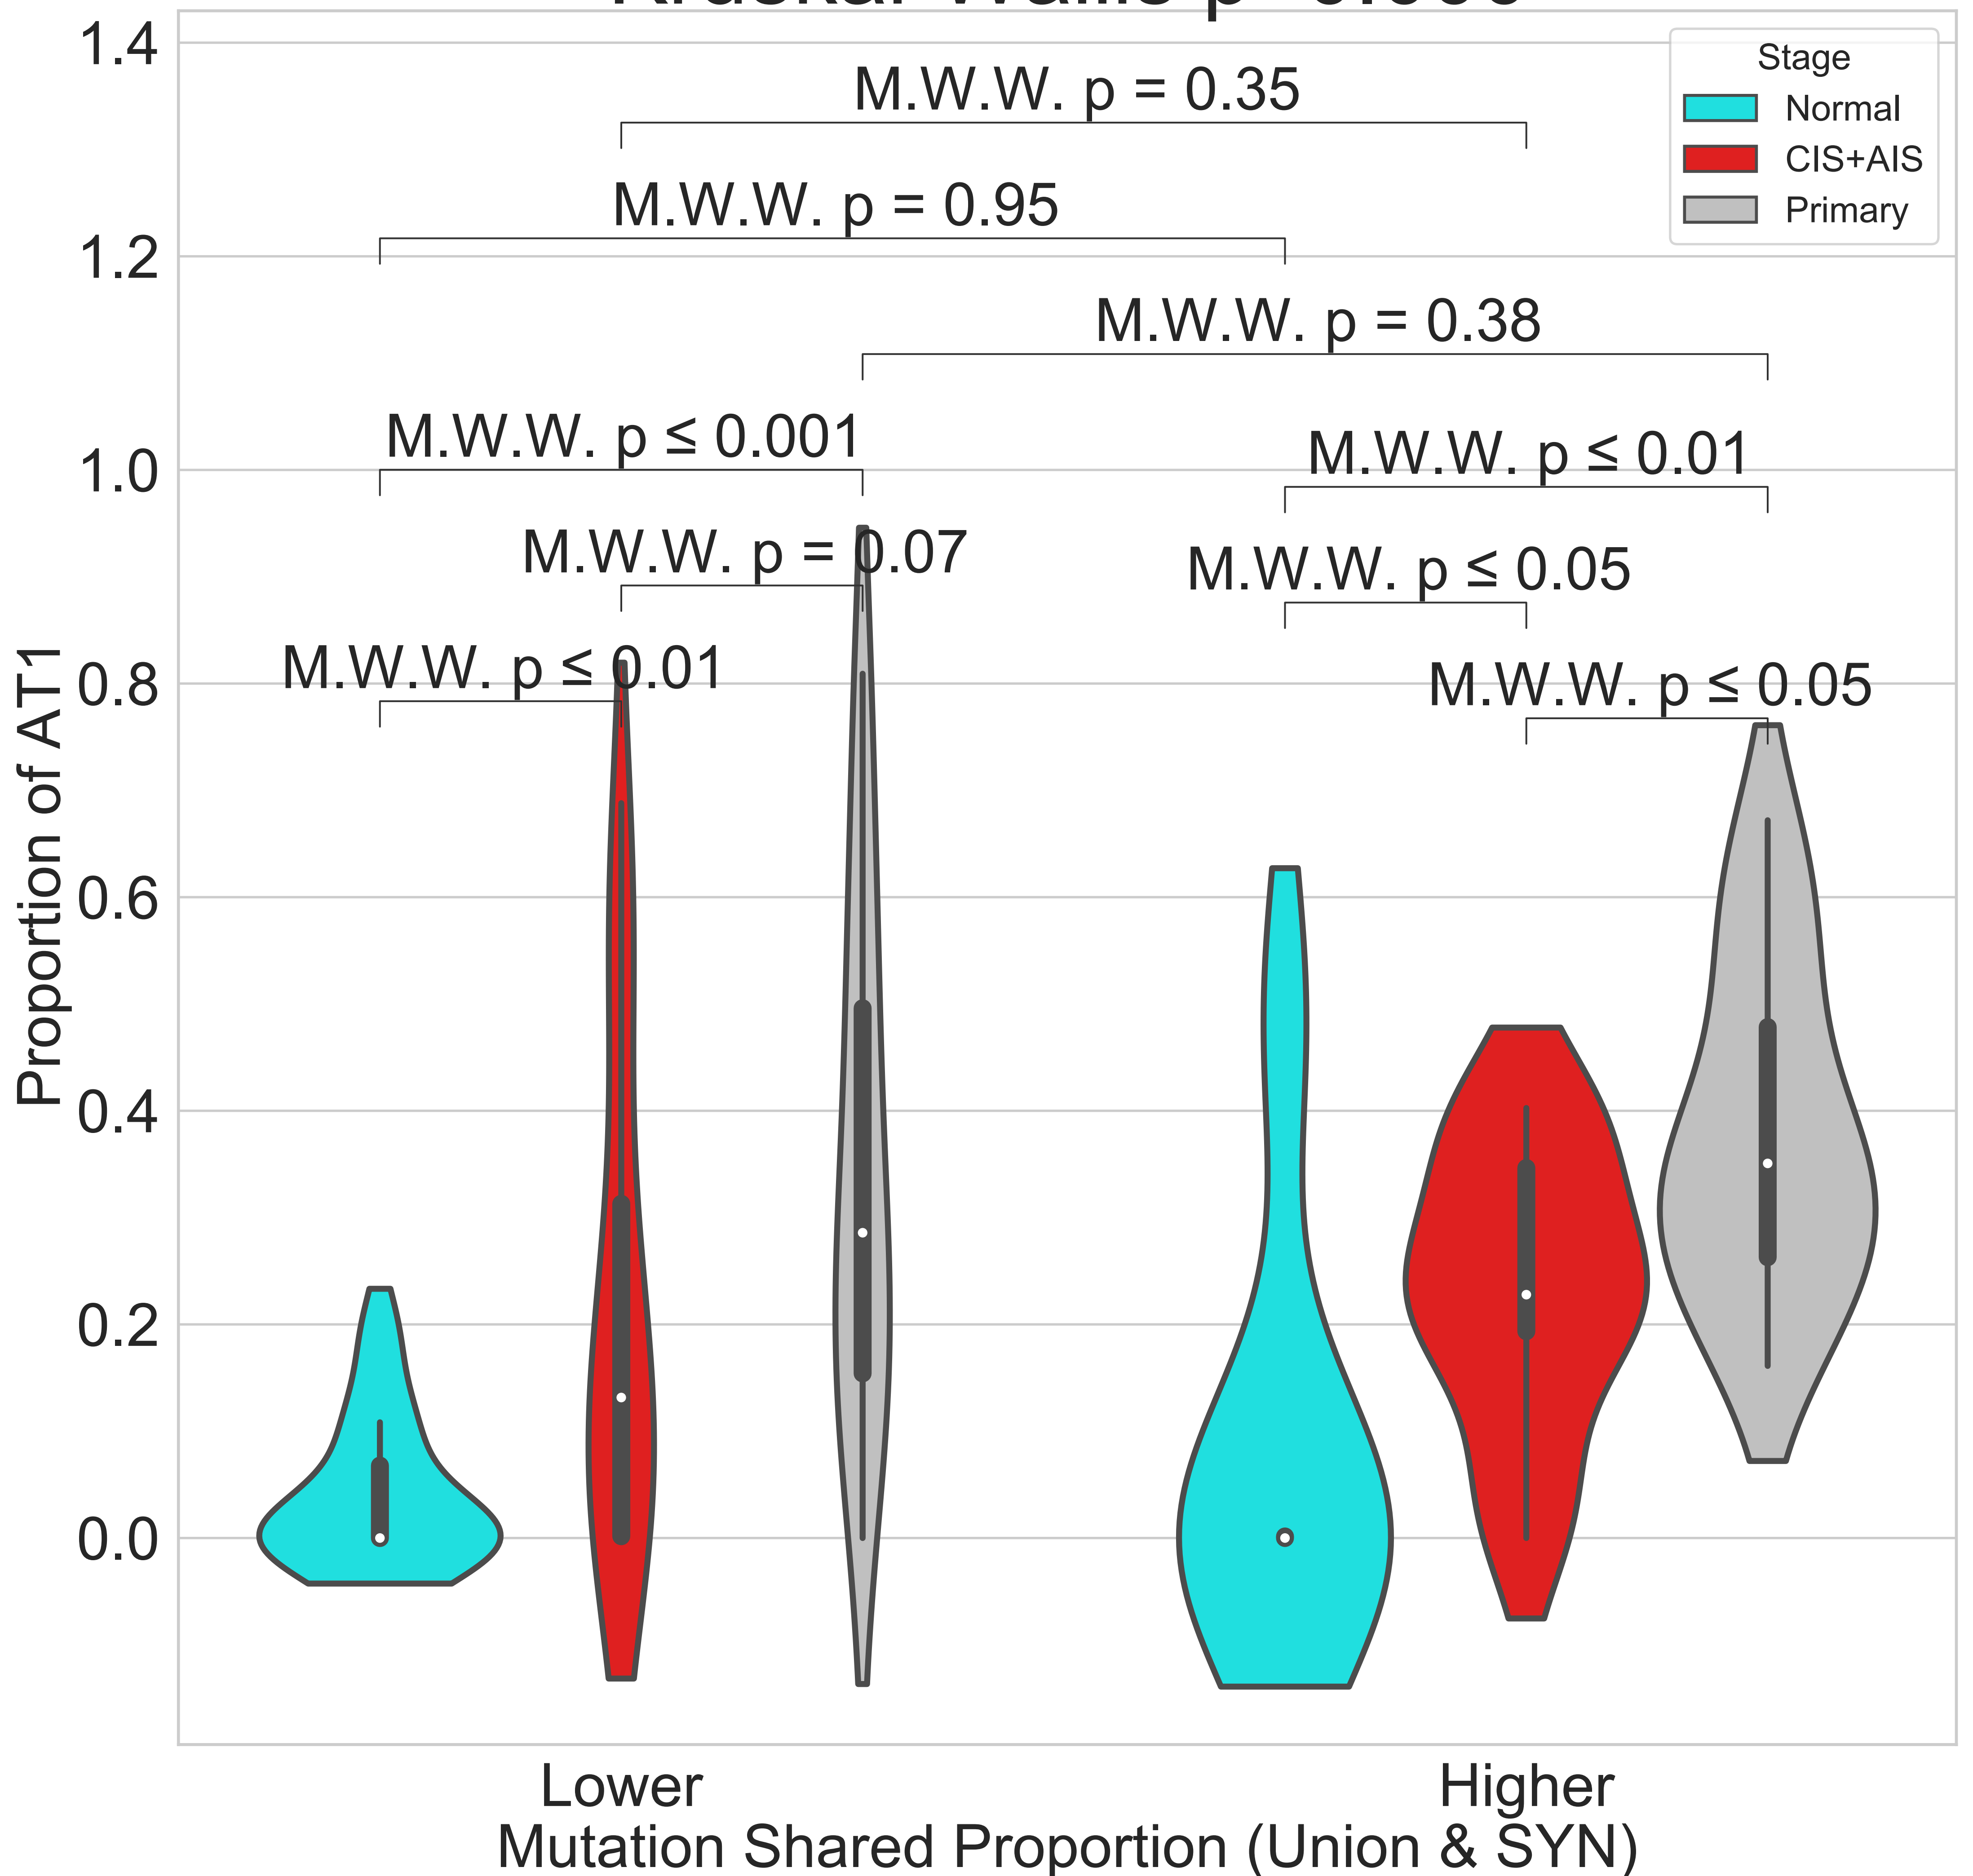 1.4
1.2
1.0
0.8
0.6
0.4
0.2
0.0
Proportion of AT1
Stage
Normal
CIS+AIS
Primary
M.W.W. p = 0.35
M.W.W. p = 0.95
M.W.W. p = 0.38
M.W.W. p ≤ 0.001
M.W.W. p ≤ 0.01
M.W.W. p = 0.07
M.W.W. p ≤ 0.05
M.W.W. p ≤ 0.01
M.W.W. p ≤ 0.05
Lower
Higher
Mutation Shared Proportion (Union & SYN)